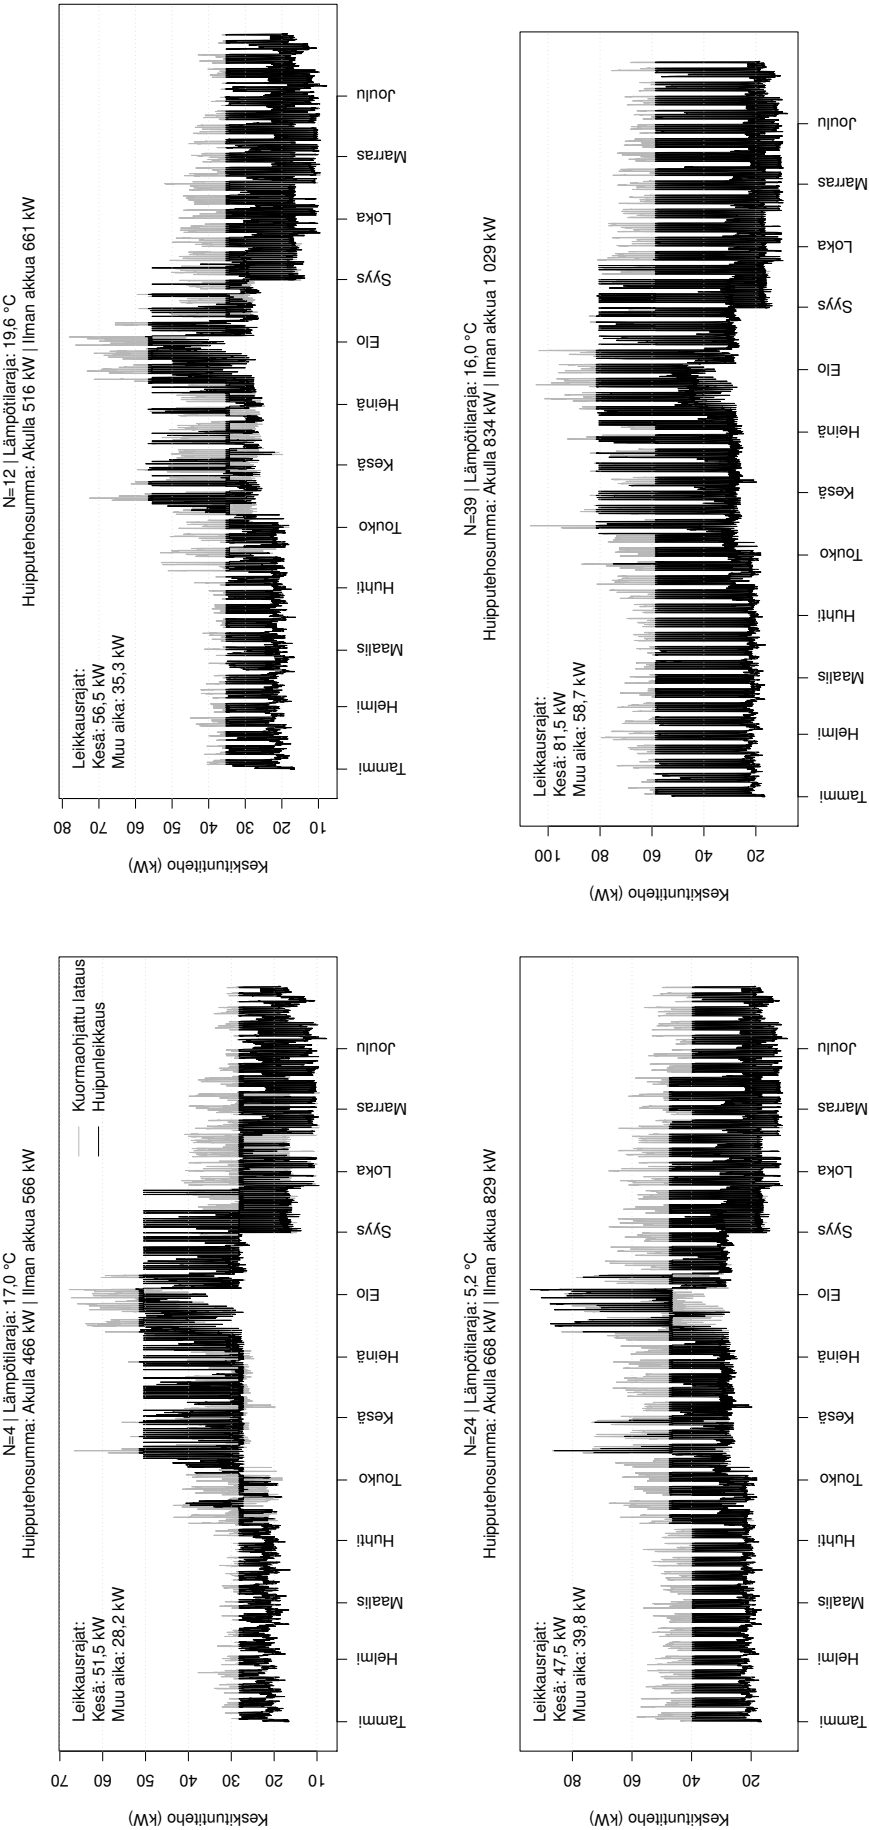 N=4 | Lämpötilaraja: 17,0 °C
Huipputehosumma: Akulla 466 kW | Ilman akkua 566 kW
Keskituntiteho (kW)
70
60
50
40
30
20
10
Leikkausrajat:
Kesä: 51,5 kW
Muu aika: 28,2 kW
Kuormaohjattu lataus
Huipunleikkaus
Tammi
Helmi
Maalis
Huhti
Touko
Kesä
Heinä
Elo
Syys
Loka
Marras
Joulu
N=12 | Lämpötilaraja: 19,6 °C
Huipputehosumma: Akulla 516 kW | Ilman akkua 661 kW
Keskituntiteho (kW)
80
70
60
50
40
30
20
10
Leikkausrajat:
Kesä: 56,5 kW
Muu aika: 35,3 kW
Tammi
Helmi
Maalis
Huhti
Touko
Kesä
Heinä
Elo
Syys
Loka
Marras
Joulu
N=24 | Lämpötilaraja: 5,2 °C
Huipputehosumma: Akulla 668 kW | Ilman akkua 829 kW
Keskituntiteho (kW)
80
60
40
20
Leikkausrajat:
Kesä: 47,5 kW
Muu aika: 39,8 kW
Tammi
Helmi
Maalis
Huhti
Touko
Kesä
Heinä
Elo
Syys
Loka
Marras
Joulu
N=39 | Lämpötilaraja: 16,0 °C
Huipputehosumma: Akulla 834 kW | Ilman akkua 1 029 kW
Keskituntiteho (kW)
100
80
60
40
20
Leikkausrajat:
Kesä: 81,5 kW
Muu aika: 58,7 kW
Tammi
Helmi
Maalis
Huhti
Touko
Kesä
Heinä
Elo
Syys
Loka
Marras
Joulu